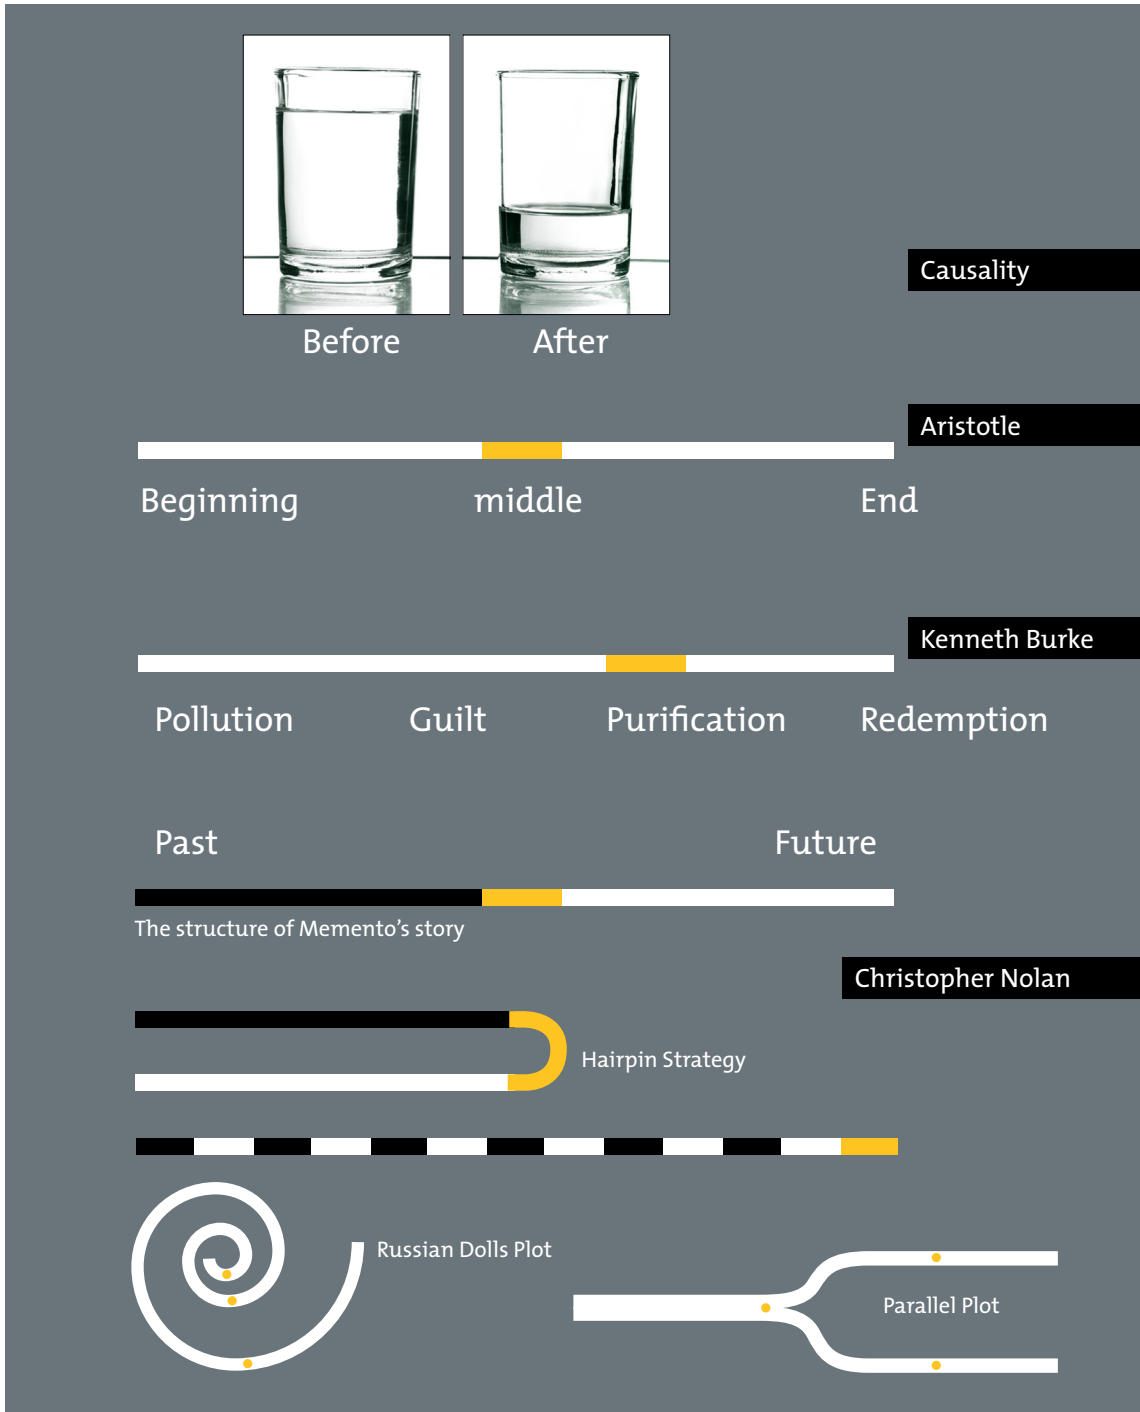 Causality
Before
After
Aristotle
Beginning
middle
End
Kenneth Burke
Pollution
Guilt
Purification
Redemption
Past
Future
The structure of Memento’s story
Christopher Nolan
Hairpin Strategy
Russian Dolls Plot
Parallel Plot